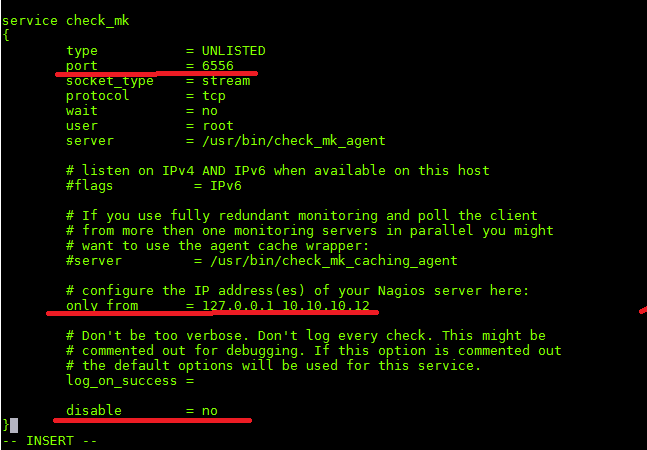 service check_mk
{
type = UNLISTED
port = 6556
socket_type = stream
protocol = tcp
wait = no
user = root
server = /usr/bin/check_mk_agent
# listen on IPv4 AND IPv6 when available on this host
#flags = IPv6
# If you use fully redundant monitoring and poll the client
# from more then one monitoring servers in parallel you might
# want to use the agent cache wrapper:
#server = /usr/bin/check_mk_caching_agent
# configure the IP address(es) of your Nagios server here:
only_from = 127.0.0.1 10.10.10.12
# Don't be too verbose. Don't log every check. This might be
# commented out for debugging. If this option is commented out
# the default options will be used for this service.
log_on_success =
disable = no
}
-- INSERT --